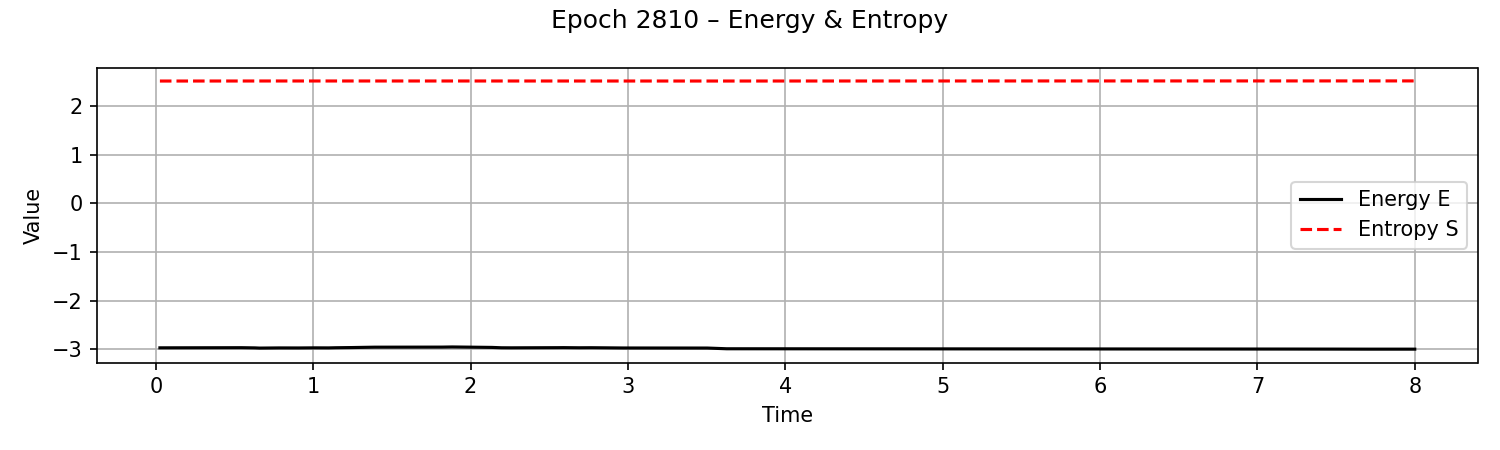 Epoch 2810 – Energy & Entropy
Value
2
1
0
−1
−2
−3
Energy E
Entropy S
0 1 2 3 4 5 6 7 8
Time